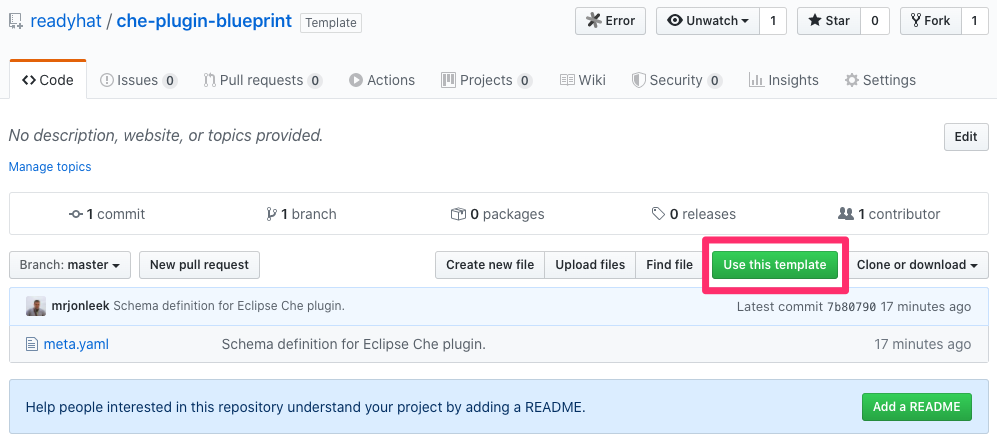 readyhat / che-plugin-blueprint Template Error Unwatch 1 Star 0 Fork 1
Code Issues 0 Pull requests 0 Actions Projects 0 Wiki Security 0 Insights Settings
No description, website, or topics provided. Edit
Manage topics
1 commit 1 branch 0 packages 0 releases 1 contributor
Branch: master New pull request Create new file Upload files Find file Use this template Clone or download
mrjonleek Schema definition for Eclipse Che plugin. Latest commit 7b80790 17 minutes ago
meta.yaml Schema definition for Eclipse Che plugin. 17 minutes ago
Help people interested in this repository understand your project by adding a README. Add a README